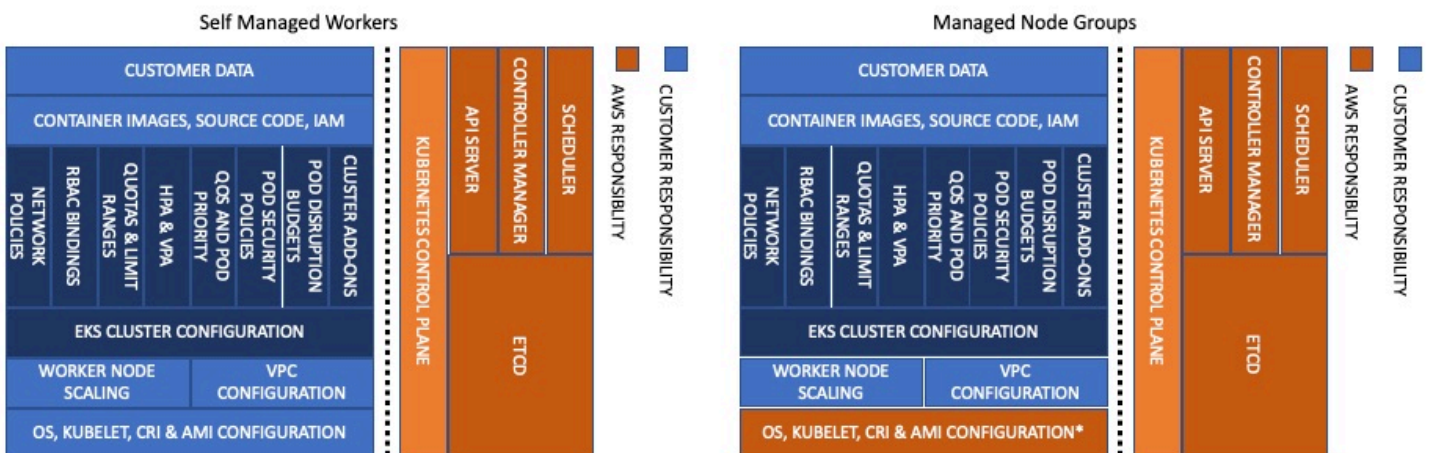 Self Managed Workers
CUSTOMER DATA
CONTAINER IMAGES, SOURCE CODE, IAM
NETWORK
POLICIES
RBAC BINDINGS
QUOTAS & LIMIT
RANGES
HPA & VPA
QOS AND POD
PRIORITY
POD SECURITY
POLICIES
POD DISRUPTION
BUDGETS
CLUSTER ADD-ONS
EKS CLUSTER CONFIGURATION
WORKER NODE
SCALING
VPC
CONFIGURATION
OS, KUBELET, CRI & AMI CONFIGURATION
KUBERNETES CONTROL PLANE
API SERVER
CONTROLLER MANAGER
SCHEDULER
ETCD
AWS RESPONSIBLITY
CUSTOMER RESPONSIBILITY
Managed Node Groups
CUSTOMER DATA
CONTAINER IMAGES, SOURCE CODE, IAM
NETWORK
POLICIES
RBAC BINDINGS
QUOTAS & LIMIT
RANGES
HPA & VPA
QOS AND POD
PRIORITY
POD SECURITY
POLICIES
POD DISRUPTION
BUDGETS
CLUSTER ADD-ONS
EKS CLUSTER CONFIGURATION
WORKER NODE
SCALING
VPC
CONFIGURATION
OS, KUBELET, CRI & AMI CONFIGURATION*
KUBERNETES CONTROL PLANE
API SERVER
CONTROLLER MANAGER
SCHEDULER
ETCD
AWS RESPONSIBLITY
CUSTOMER RESPONSIBILITY